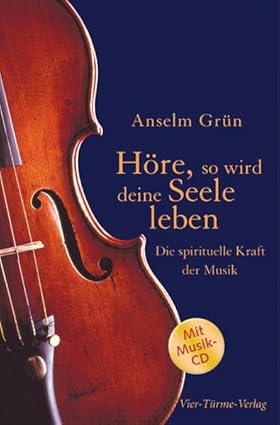 Anselm Grün
Höre, so wird
deine Seele
leben
Die spirituelle Kraft
der Musik
Mit
Musik-
CD
Vier-Türme-Verlag